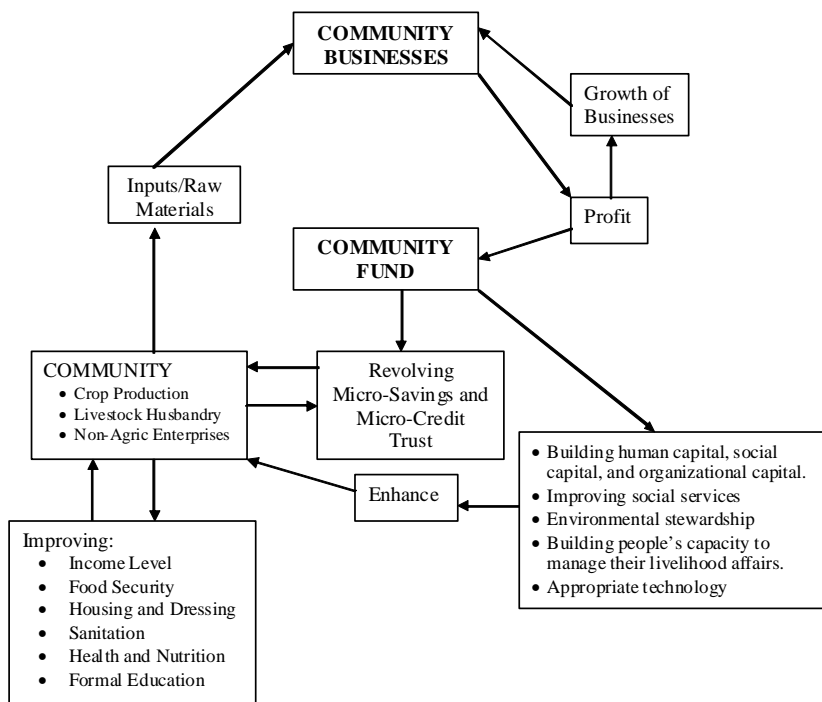 COMMUNITY
BUSINESSES
Growth of
Businesses
Inputs/Raw
Materials
Profit
COMMUNITY
FUND
COMMUNITY
• Crop Production
• Livestock Husbandry
• Non-Agric Enterprises
Revolving
Micro-Savings and
Micro-Credit
Trust
• Building human capital, social
capital, and organizational capital.
• Improving social services
• Environmental stewardship
• Building people's capacity to
manage their livelihood affairs.
• Appropriate technology
Enhance
Improving:
• Income Level
• Food Security
• Housing and Dressing
• Sanitation
• Health and Nutrition
• Formal Education